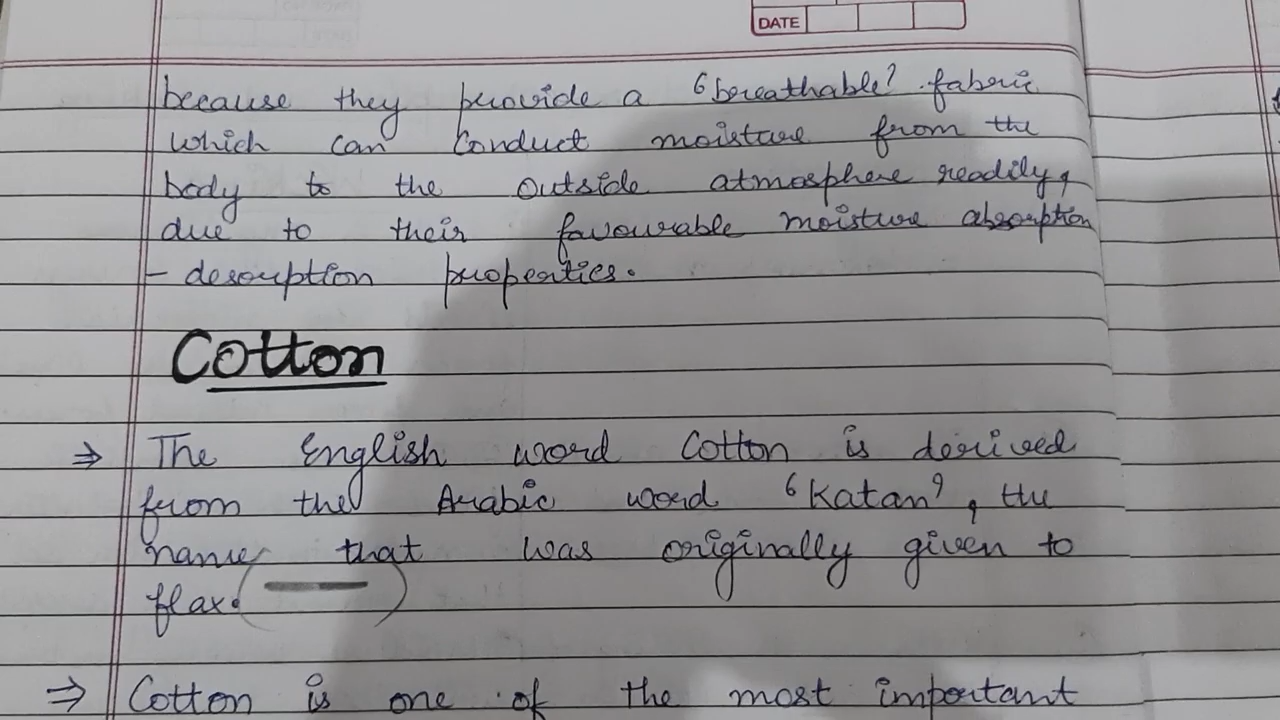 DATE
because they provide a 'breathable' fabric
which can conduct moisture from the
body to the outside atmosphere readily,
due to their favourable moisture absorption
- desorption properties.
Cotton
⇒ The English word Cotton is derived
from the Arabic word 'Katan', the
name that was originally given to
flax.
⇒ Cotton is one of the most important